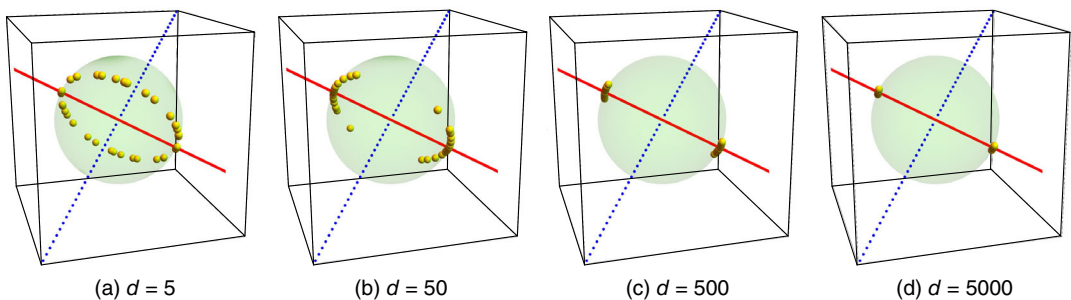 (a) d = 5
(b) d = 50
(c) d = 500
(d) d = 5000